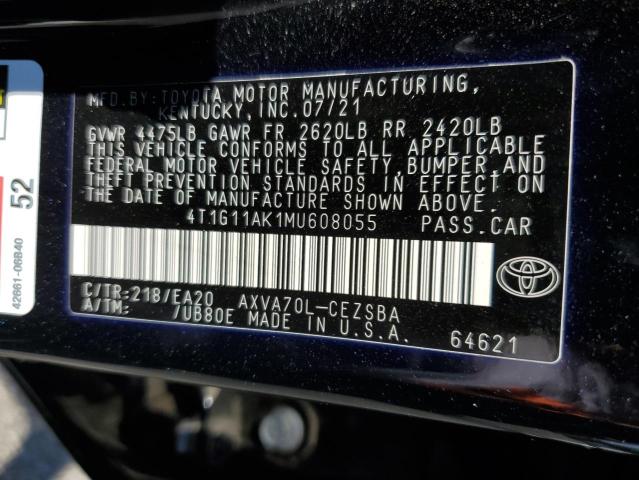 MFD.BY:TOYOTA MOTOR MANUFACTURING,
KENTUCKY, INC.07/21
GVWR 4475LB GAWR FR 2620LB RR 2420LB
THIS VEHICLE CONFORMS TO ALL APPLICABLE
FEDERAL MOTOR VEHICLE SAFETY,BUMPER,AND
THEFT PREVENTION STANDARDS IN EFFECT ON
THE DATE OF MANUFACTURE SHOWN ABOVE.
4T1G11AK1MU608055 PASS.CAR
C/TR:218/EA20 AXVA70L-CEZSBA
A/TM: /UB80E MADE IN U.S.A.
64621
TOYOTA
52
42661-06B40